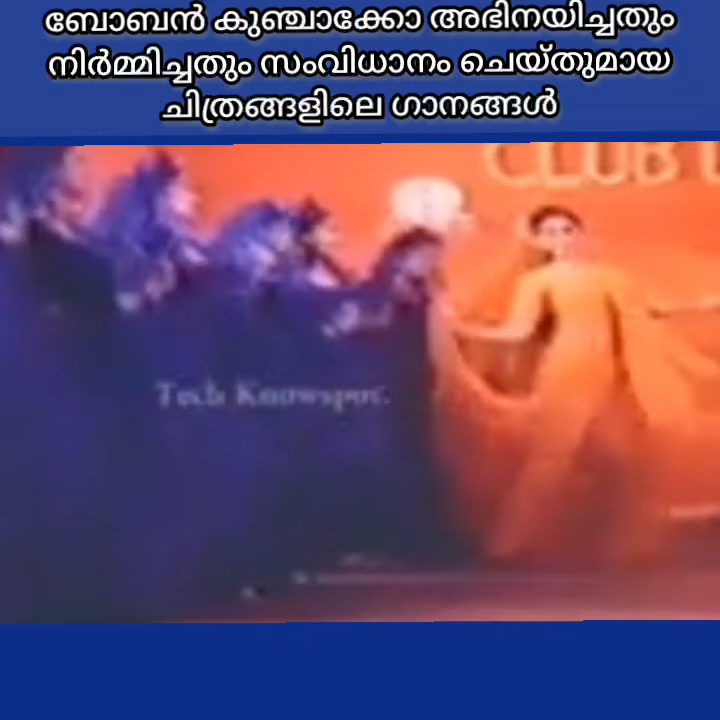 ബോബൻ കുഞ്ചാക്കോ അഭിനയിച്ചതും
നിർമ്മിച്ചതും സംവിധാനം ചെയ്തുമായ
ചിത്രങ്ങളിലെ ഗാനങ്ങൾ
CLUB
Tech Knowspot.